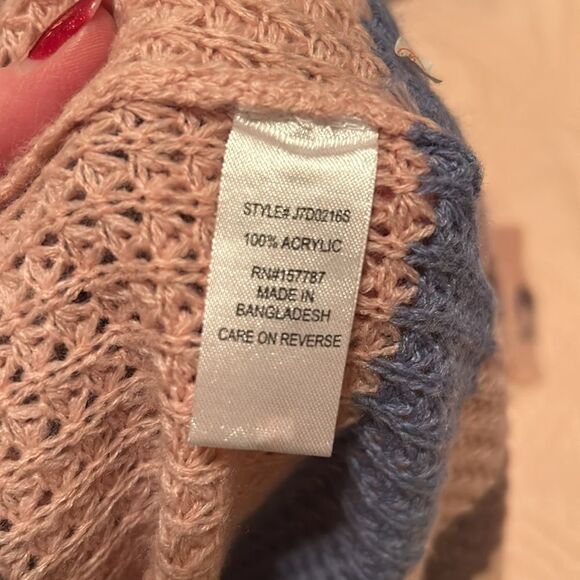 STYLE# J7D0216S
100% ACRYLIC
RN#157787
MADE IN
BANGLADESH
CARE ON REVERSE